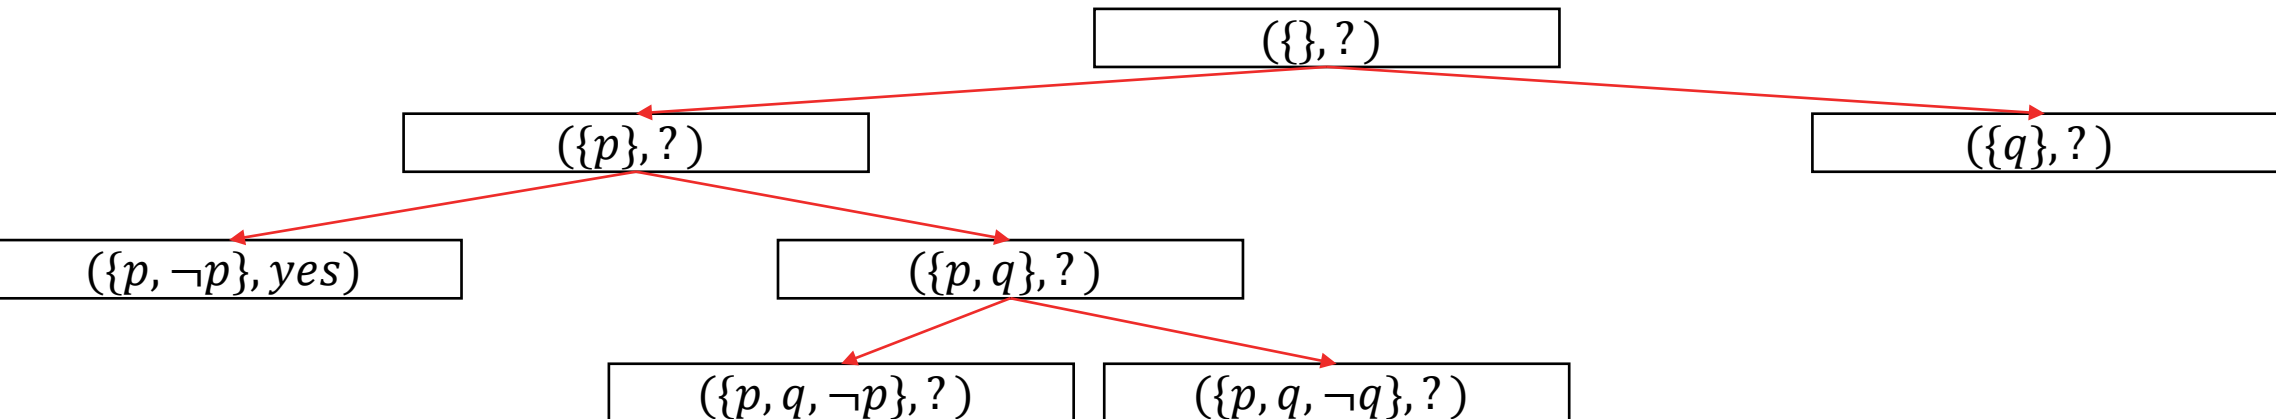 ({}, ? )
({p}, ? )
({q}, ? )
({p, ¬p}, yes)
({p, q}, ? )
({p, q, ¬p}, ? )
({p, q, ¬q}, ? )